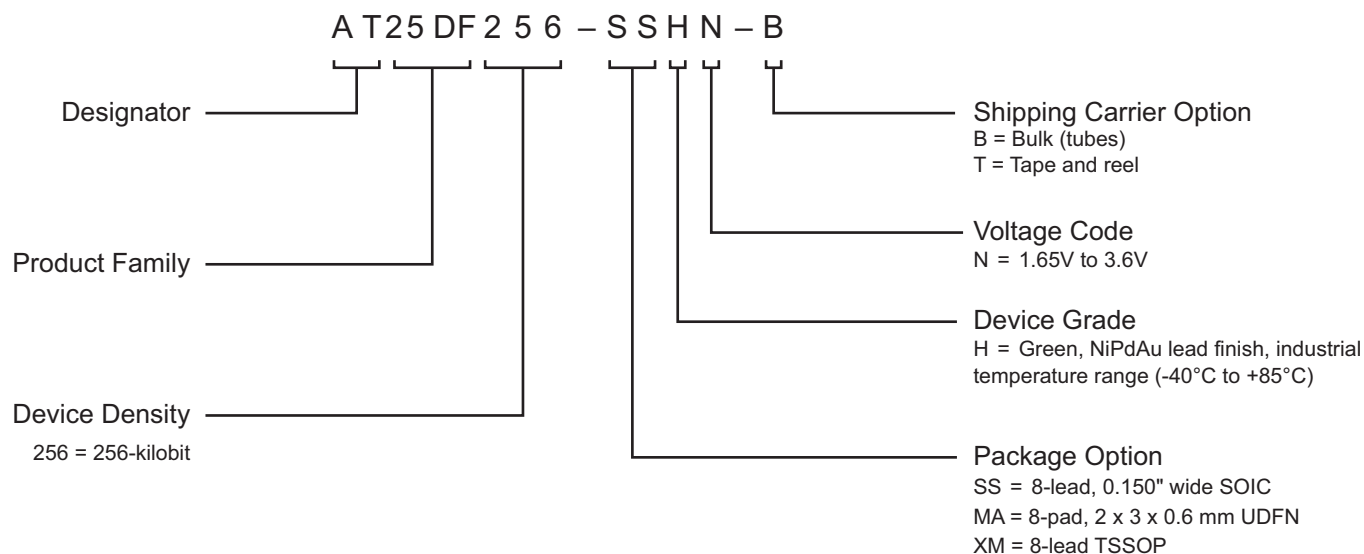 AT25DF256–SSHN–B
Designator
Product Family
Device Density
256 = 256-kilobit
Shipping Carrier Option
B = Bulk (tubes)
T = Tape and reel
Voltage Code
N = 1.65V to 3.6V
Device Grade
H = Green, NiPdAu lead finish, industrial
temperature range (-40°C to +85°C)
Package Option
SS = 8-lead, 0.150" wide SOIC
MA = 8-pad, 2 x 3 x 0.6 mm UDFN
XM = 8-lead TSSOP